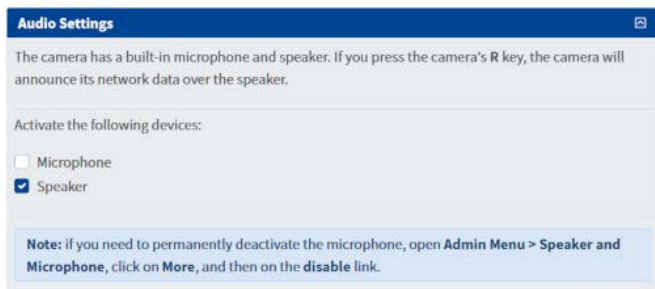 Audio Settings
The camera has a built-in microphone and speaker. If you press the camera's R key, the camera will
announce its network data over the speaker.
Activate the following devices:
Microphone
Speaker
Note: if you need to permanently deactivate the microphone, open Admin Menu > Speaker and
Microphone, click on More, and then on the disable link.